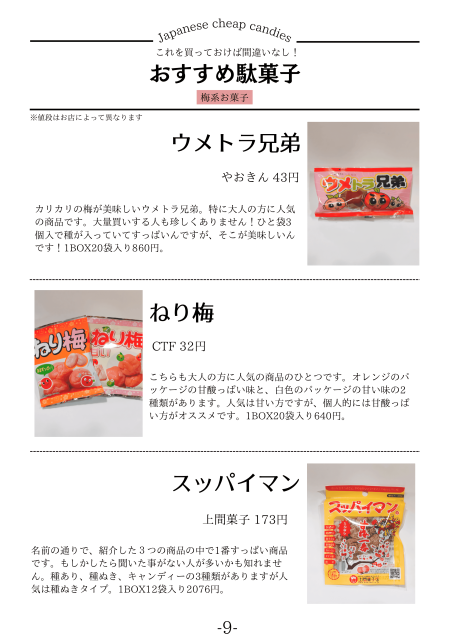 Japanese cheap candies
これを買っておけば間違いなし！
おすすめ駄菓子
梅系お菓子
※値段はお店によって異なります
ウメトラ兄弟
やおきん 43円
ウメトラ兄弟
カリカリの梅が美味しいウメトラ兄弟。特に大人の方に人気
の商品です。大量買いする人も珍しくありません！ひと袋3
個入で種が入っていてすっぱいんですが、そこが美味しいん
です！1BOX20袋入り860円。
ねり梅
ねり梅
ねり梅
CTF 32円
こちらも大人の方に人気の商品のひとつです。オレンジのパ
ッケージの甘酸っぱい味と、白色のパッケージの甘い味の2
種類があります。人気は甘い方ですが、個人的には甘酸っぱ
い方がオススメです。1BOX20袋入り640円。
スッパイマン
上間菓子 173円
スッパイマン
名前の通りで、紹介した３つの商品の中で1番すっぱい商品
です。もしかしたら聞いた事がない人が多いかも知れませ
ん。種あり、種ぬき、キャンディーの3種類がありますが人
気は種ぬきタイプ。1BOX12袋入り2076円。
-9-